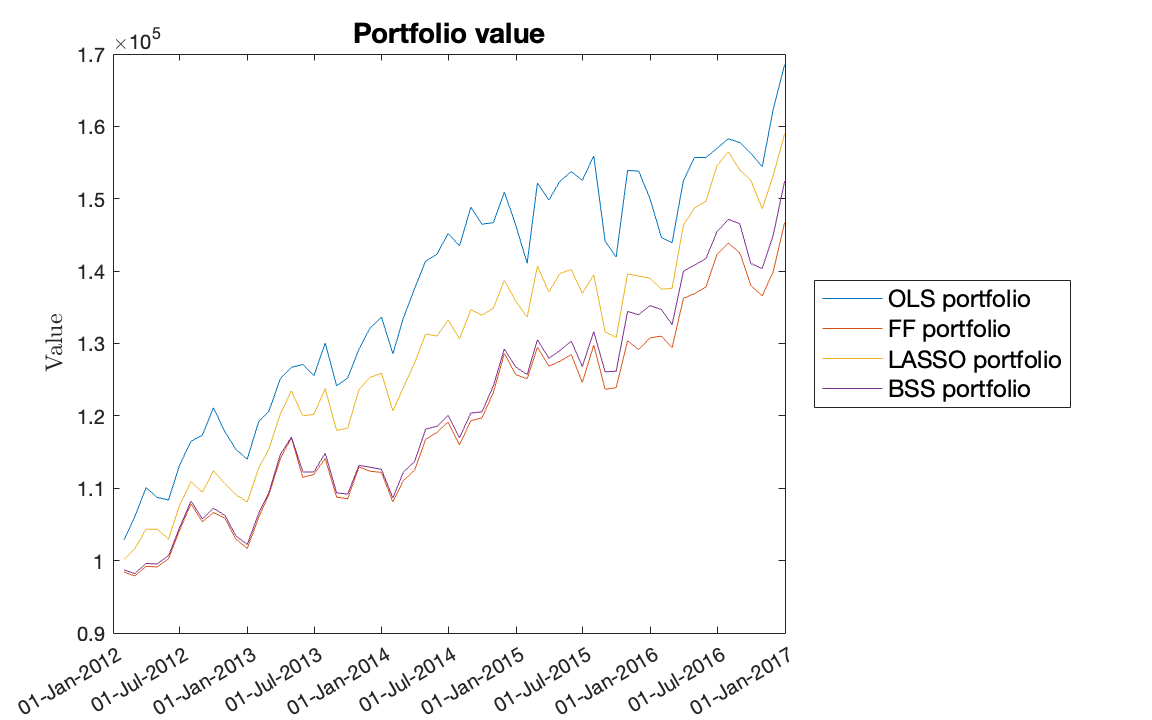 Portfolio value
×10^5
1.7
1.6
1.5
1.4
1.3
1.2
1.1
1
0.9
Value
01-Jan-2012
01-Jul-2012
01-Jan-2013
01-Jul-2013
01-Jan-2014
01-Jul-2014
01-Jan-2015
01-Jul-2015
01-Jan-2016
01-Jul-2016
01-Jan-2017
OLS portfolio
FF portfolio
LASSO portfolio
BSS portfolio